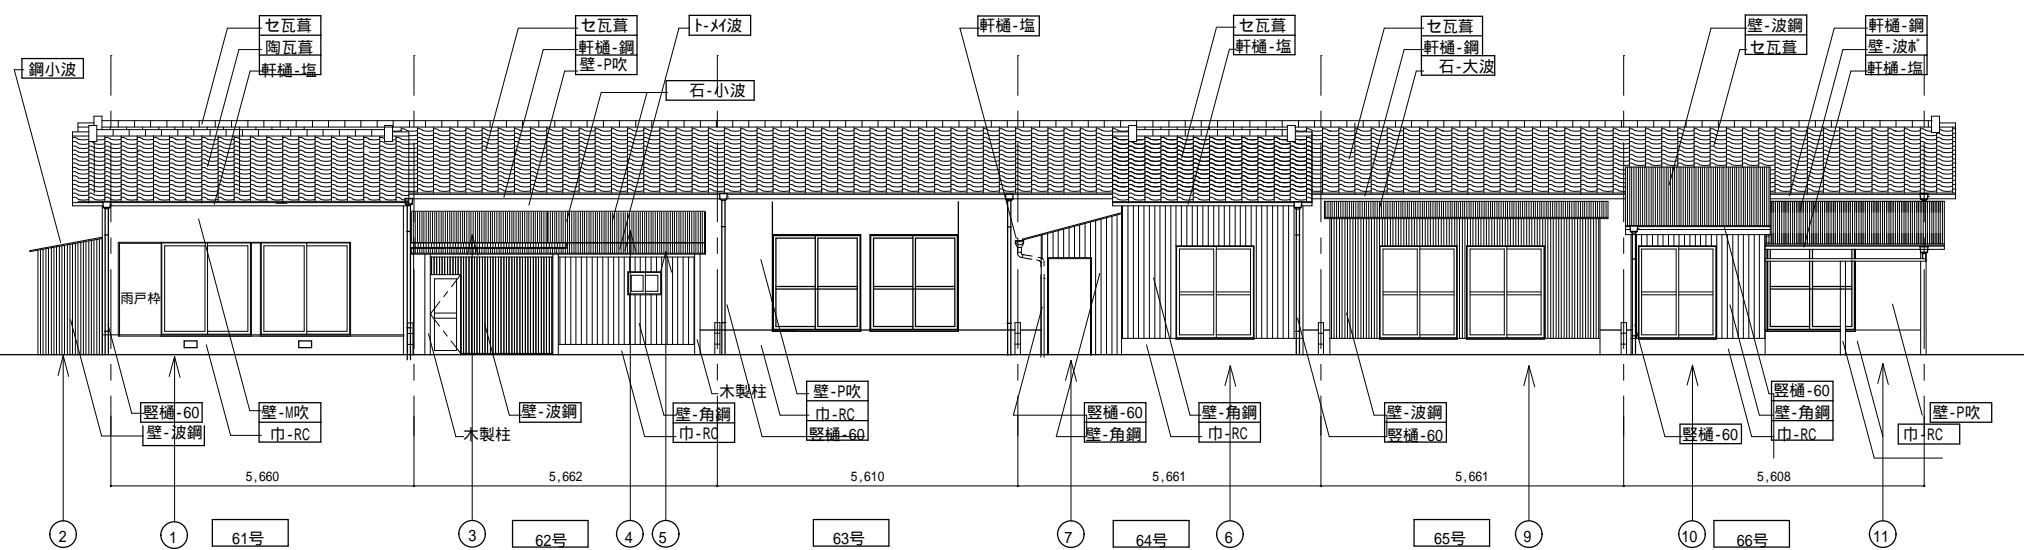 セ瓦葺
陶瓦葺
軒樋-塩
鋼小波
セ瓦葺
軒樋-鋼
壁-P吹
ト-メイ波
石-小波
軒樋-塩
セ瓦葺
軒樋-塩
セ瓦葺
軒樋-鋼
石-大波
壁-波鋼
セ瓦葺
軒樋-鋼
壁-波ポ
軒樋-塩
雨戸枠
竪樋-60
壁-波鋼
壁-M吹
巾-RC
木製柱
壁-波鋼
壁-角鋼
巾-RC
木製柱
壁-P吹
巾-RC
竪樋-60
竪樋-60
壁-角鋼
壁-角鋼
巾-RC
壁-波鋼
竪樋-60
竪樋-60
竪樋-60
壁-角鋼
巾-RC
壁-P吹
巾-RC
5,660
5,662
5,610
5,661
5,661
5,608
2
1
61号
3
62号
4
5
63号
7
64号
6
65号
9
10
66号
11